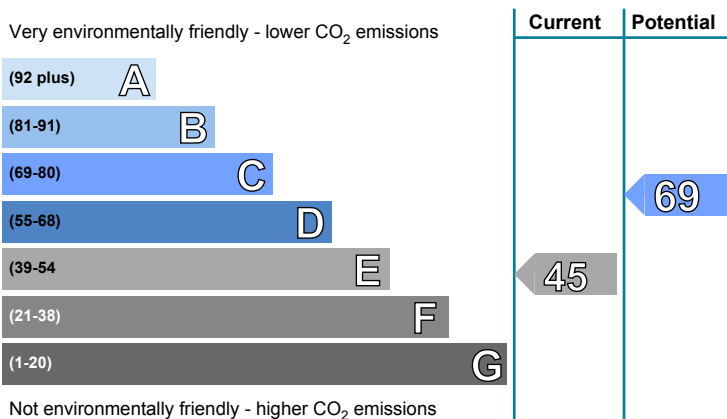 Current Potential
Very environmentally friendly - lower CO2 emissions
(92 plus) A
(81-91) B
(69-80) C
69
(55-68) D
(39-54 E
45
(21-38) F
(1-20) G
Not environmentally friendly - higher CO2 emissions